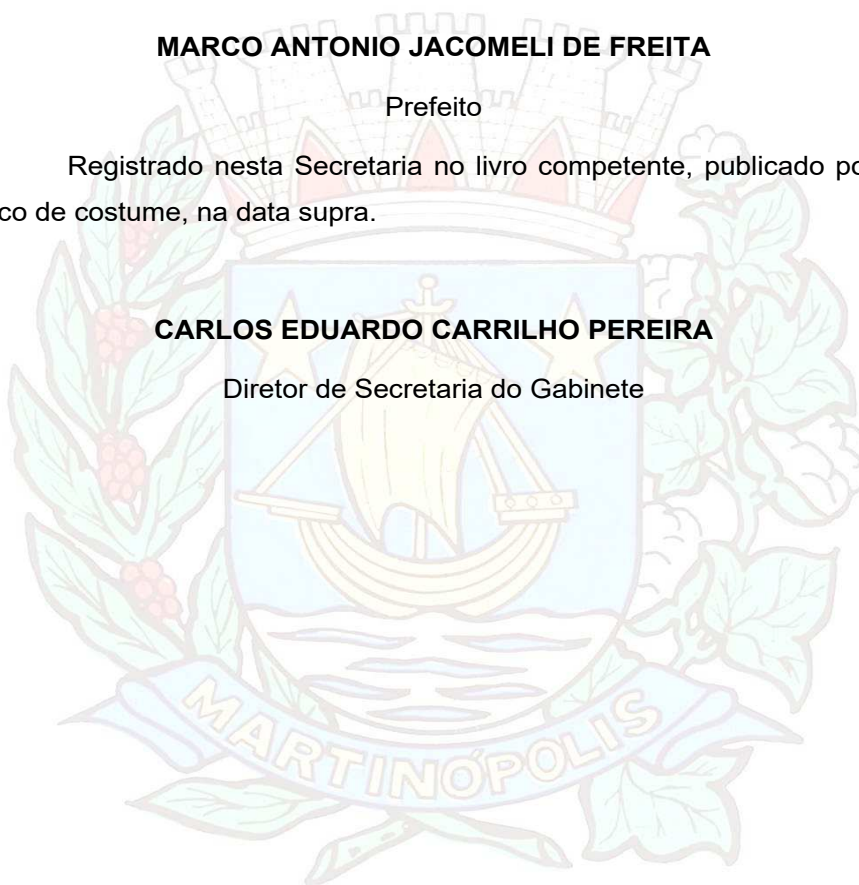 MARCO ANTONIO JACOMELI DE FREITA
Prefeito
Registrado nesta Secretaria no livro competente, publicado po
co de costume, na data supra.
CARLOS EDUARDO CARRILHO PEREIRA
Diretor de Secretaria do Gabinete
MARTINÓPOLIS